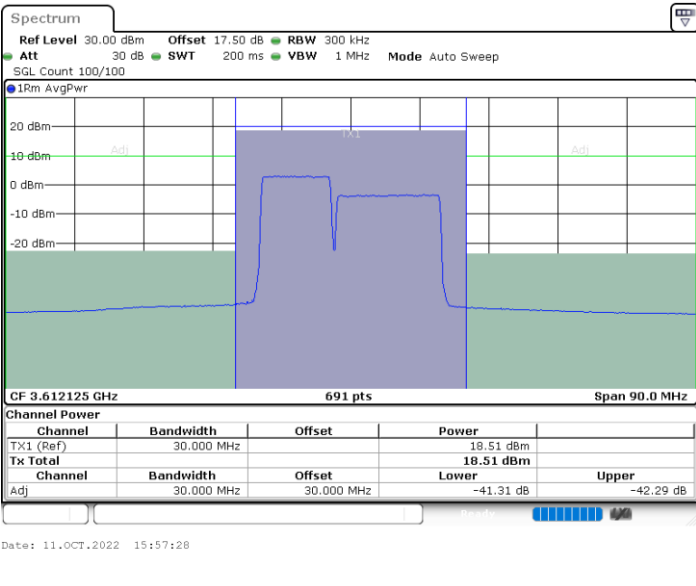 Spectrum
Ref Level 30.00 dBm Offset 17.50 dB RBW 300 kHz
Att 30 dB SWT 200 ms VBW 1 MHz Mode Auto Sweep
SGL Count 100/100
1Rm AvgPwr
TX1
20 dBm
Adj Adj
10 dBm
0 dBm
-10 dBm
-20 dBm
CF 3.612125 GHz 691 pts Span 90.0 MHz
Channel Power
Channel Bandwidth Offset Power
TX1 (Ref) 30.000 MHz 18.51 dBm
Tx Total 18.51 dBm
Channel Bandwidth Offset Lower Upper
Adj 30.000 MHz 30.000 MHz -41.31 dB -42.29 dB
Ready
Date: 11.OCT.2022 15:57:28